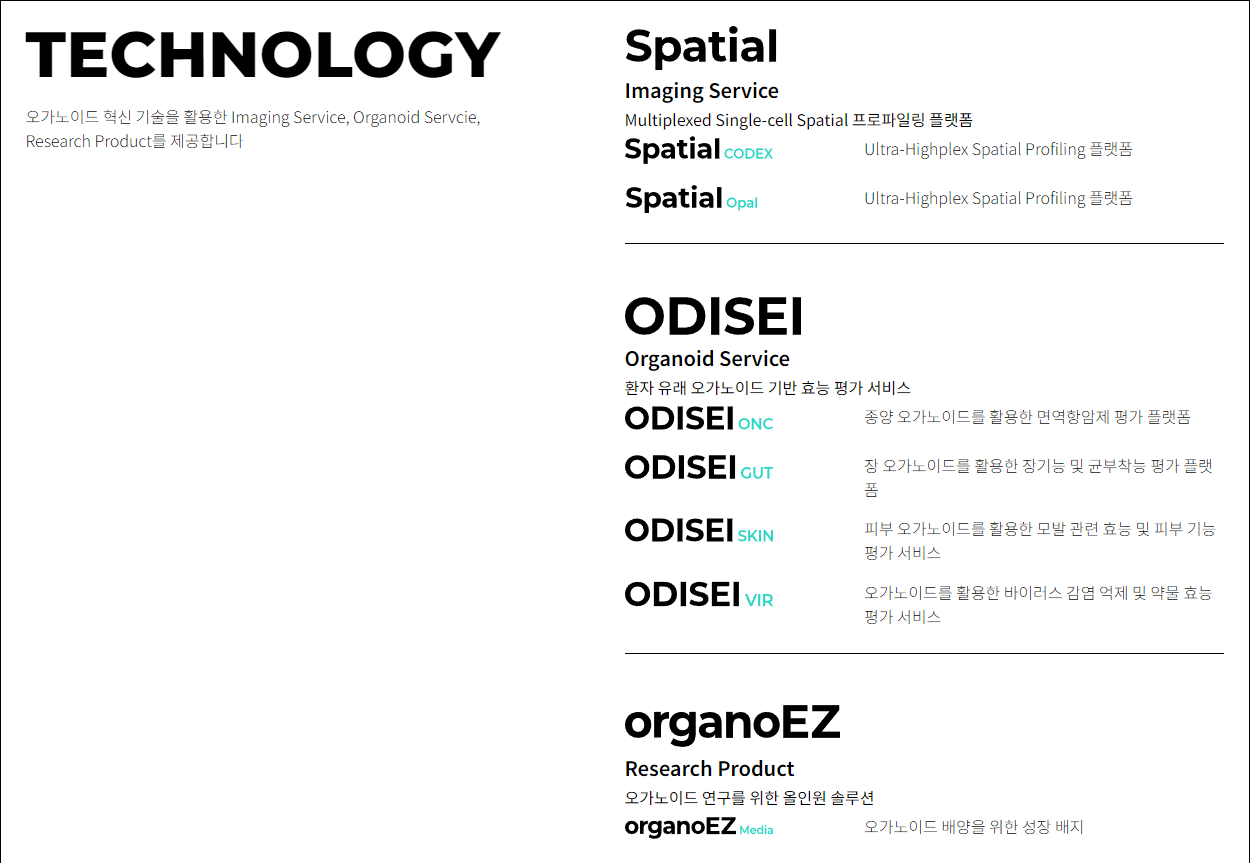 TECHNOLOGY
오가노이드 혁신 기술을 활용한 Imaging Service, Organoid Servcie,
Research Product를 제공합니다
Spatial
Imaging Service
Multiplexed Single-cell Spatial 프로파일링 플랫폼
Spatial CODEX
Ultra-Highplex Spatial Profiling 플랫폼
Spatial Opal
Ultra-Highplex Spatial Profiling 플랫폼
ODISEI
Organoid Service
환자 유래 오가노이드 기반 효능 평가 서비스
ODISEI ONC
종양 오가노이드를 활용한 면역항암제 평가 플랫폼
ODISEI GUT
장 오가노이드를 활용한 장기능 및 균부착능 평가 플랫
폼
ODISEI SKIN
피부 오가노이드를 활용한 모발 관련 효능 및 피부 기능
평가 서비스
ODISEI VIR
오가노이드를 활용한 바이러스 감염 억제 및 약물 효능
평가 서비스
organoEZ
Research Product
오가노이드 연구를 위한 올인원 솔루션
organoEZ Media
오가노이드 배양을 위한 성장 배지